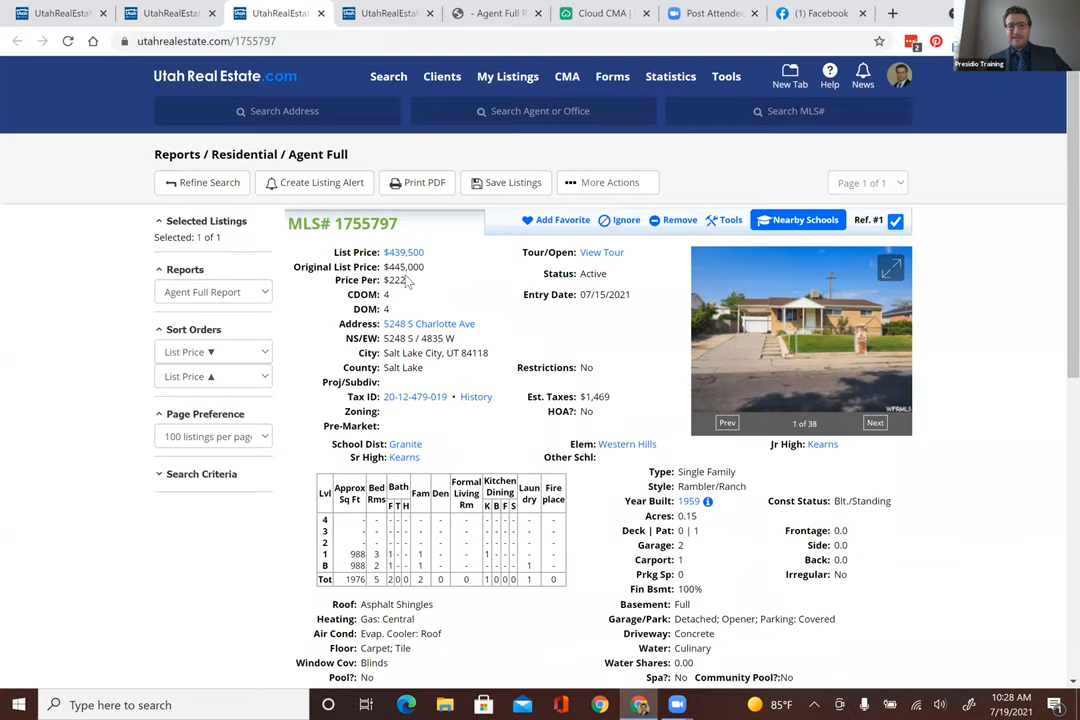 UtahRealEstat
UtahRealEstat
UtahRealEstat
UtahRealEstat
- Agent Full R
Cloud CMA |
Post Attendee
(1) Facebook
utahrealestate.com/1755797
2
Presidio Training
UtahRealEstate.com
Search
Clients
My Listings
CMA
Forms
Statistics
Tools
New Tab
Help
News
Search Address
Search Agent or Office
Search MLS#
Reports / Residential / Agent Full
Refine Search
Create Listing Alert
Print PDF
Save Listings
More Actions
Page 1 of 1
Selected Listings
Selected: 1 of 1
Reports
Agent Full Report
Sort Orders
List Price ▼
List Price ▲
Page Preference
100 listings per page
Search Criteria
MLS# 1755797
Add Favorite
Ignore
Remove
Tools
Nearby Schools
Ref. #1
List Price: $439,500
Original List Price: $445,000
Price Per: $222
CDOM: 4
DOM: 4
Address: 5248 S Charlotte Ave
NS/EW: 5248 S / 4835 W
City: Salt Lake City, UT 84118
County: Salt Lake
Proj/Subdiv:
Tax ID: 20-12-479-019 • History
Zoning:
Pre-Market:
School Dist: Granite
Sr High: Kearns
Tour/Open: View Tour
Status: Active
Entry Date: 07/15/2021
Restrictions: No
Est. Taxes: $1,469
HOA?: No
Elem: Western Hills
Other Schl:
Jr High: Kearns
WFRMLS
Prev
1 of 38
Next
Lvl Approx Sq Ft Bed Rms Bath F T H Fam Den Formal Living Rm Kitchen Dining K B F S Laun dry Fire place
4 - - - - - - - - - - - - - -
3 - - - - - - - - - - - - - -
2 - - - - - - - - - - - - - -
1 988 3 1 - - 1 - - 1 - - - - -
B 988 2 1 - - 1 - - - - - - 1 -
Tot 1976 5 2 0 0 2 0 0 1 0 0 0 1 0
Type: Single Family
Style: Rambler/Ranch
Year Built: 1959
Acres: 0.15
Deck | Pat: 0 | 1
Garage: 2
Carport: 1
Prkg Sp: 0
Fin Bsmt: 100%
Const Status: Blt./Standing
Frontage: 0.0
Side: 0.0
Back: 0.0
Irregular: No
Roof: Asphalt Shingles
Heating: Gas: Central
Air Cond: Evap. Cooler: Roof
Floor: Carpet; Tile
Window Cov: Blinds
Pool?: No
Basement: Full
Garage/Park: Detached; Opener; Parking: Covered
Driveway: Concrete
Water: Culinary
Water Shares: 0.00
Spa?: No Community Pool?:No
Type here to search
85°F
10:28 AM
7/19/2021
1